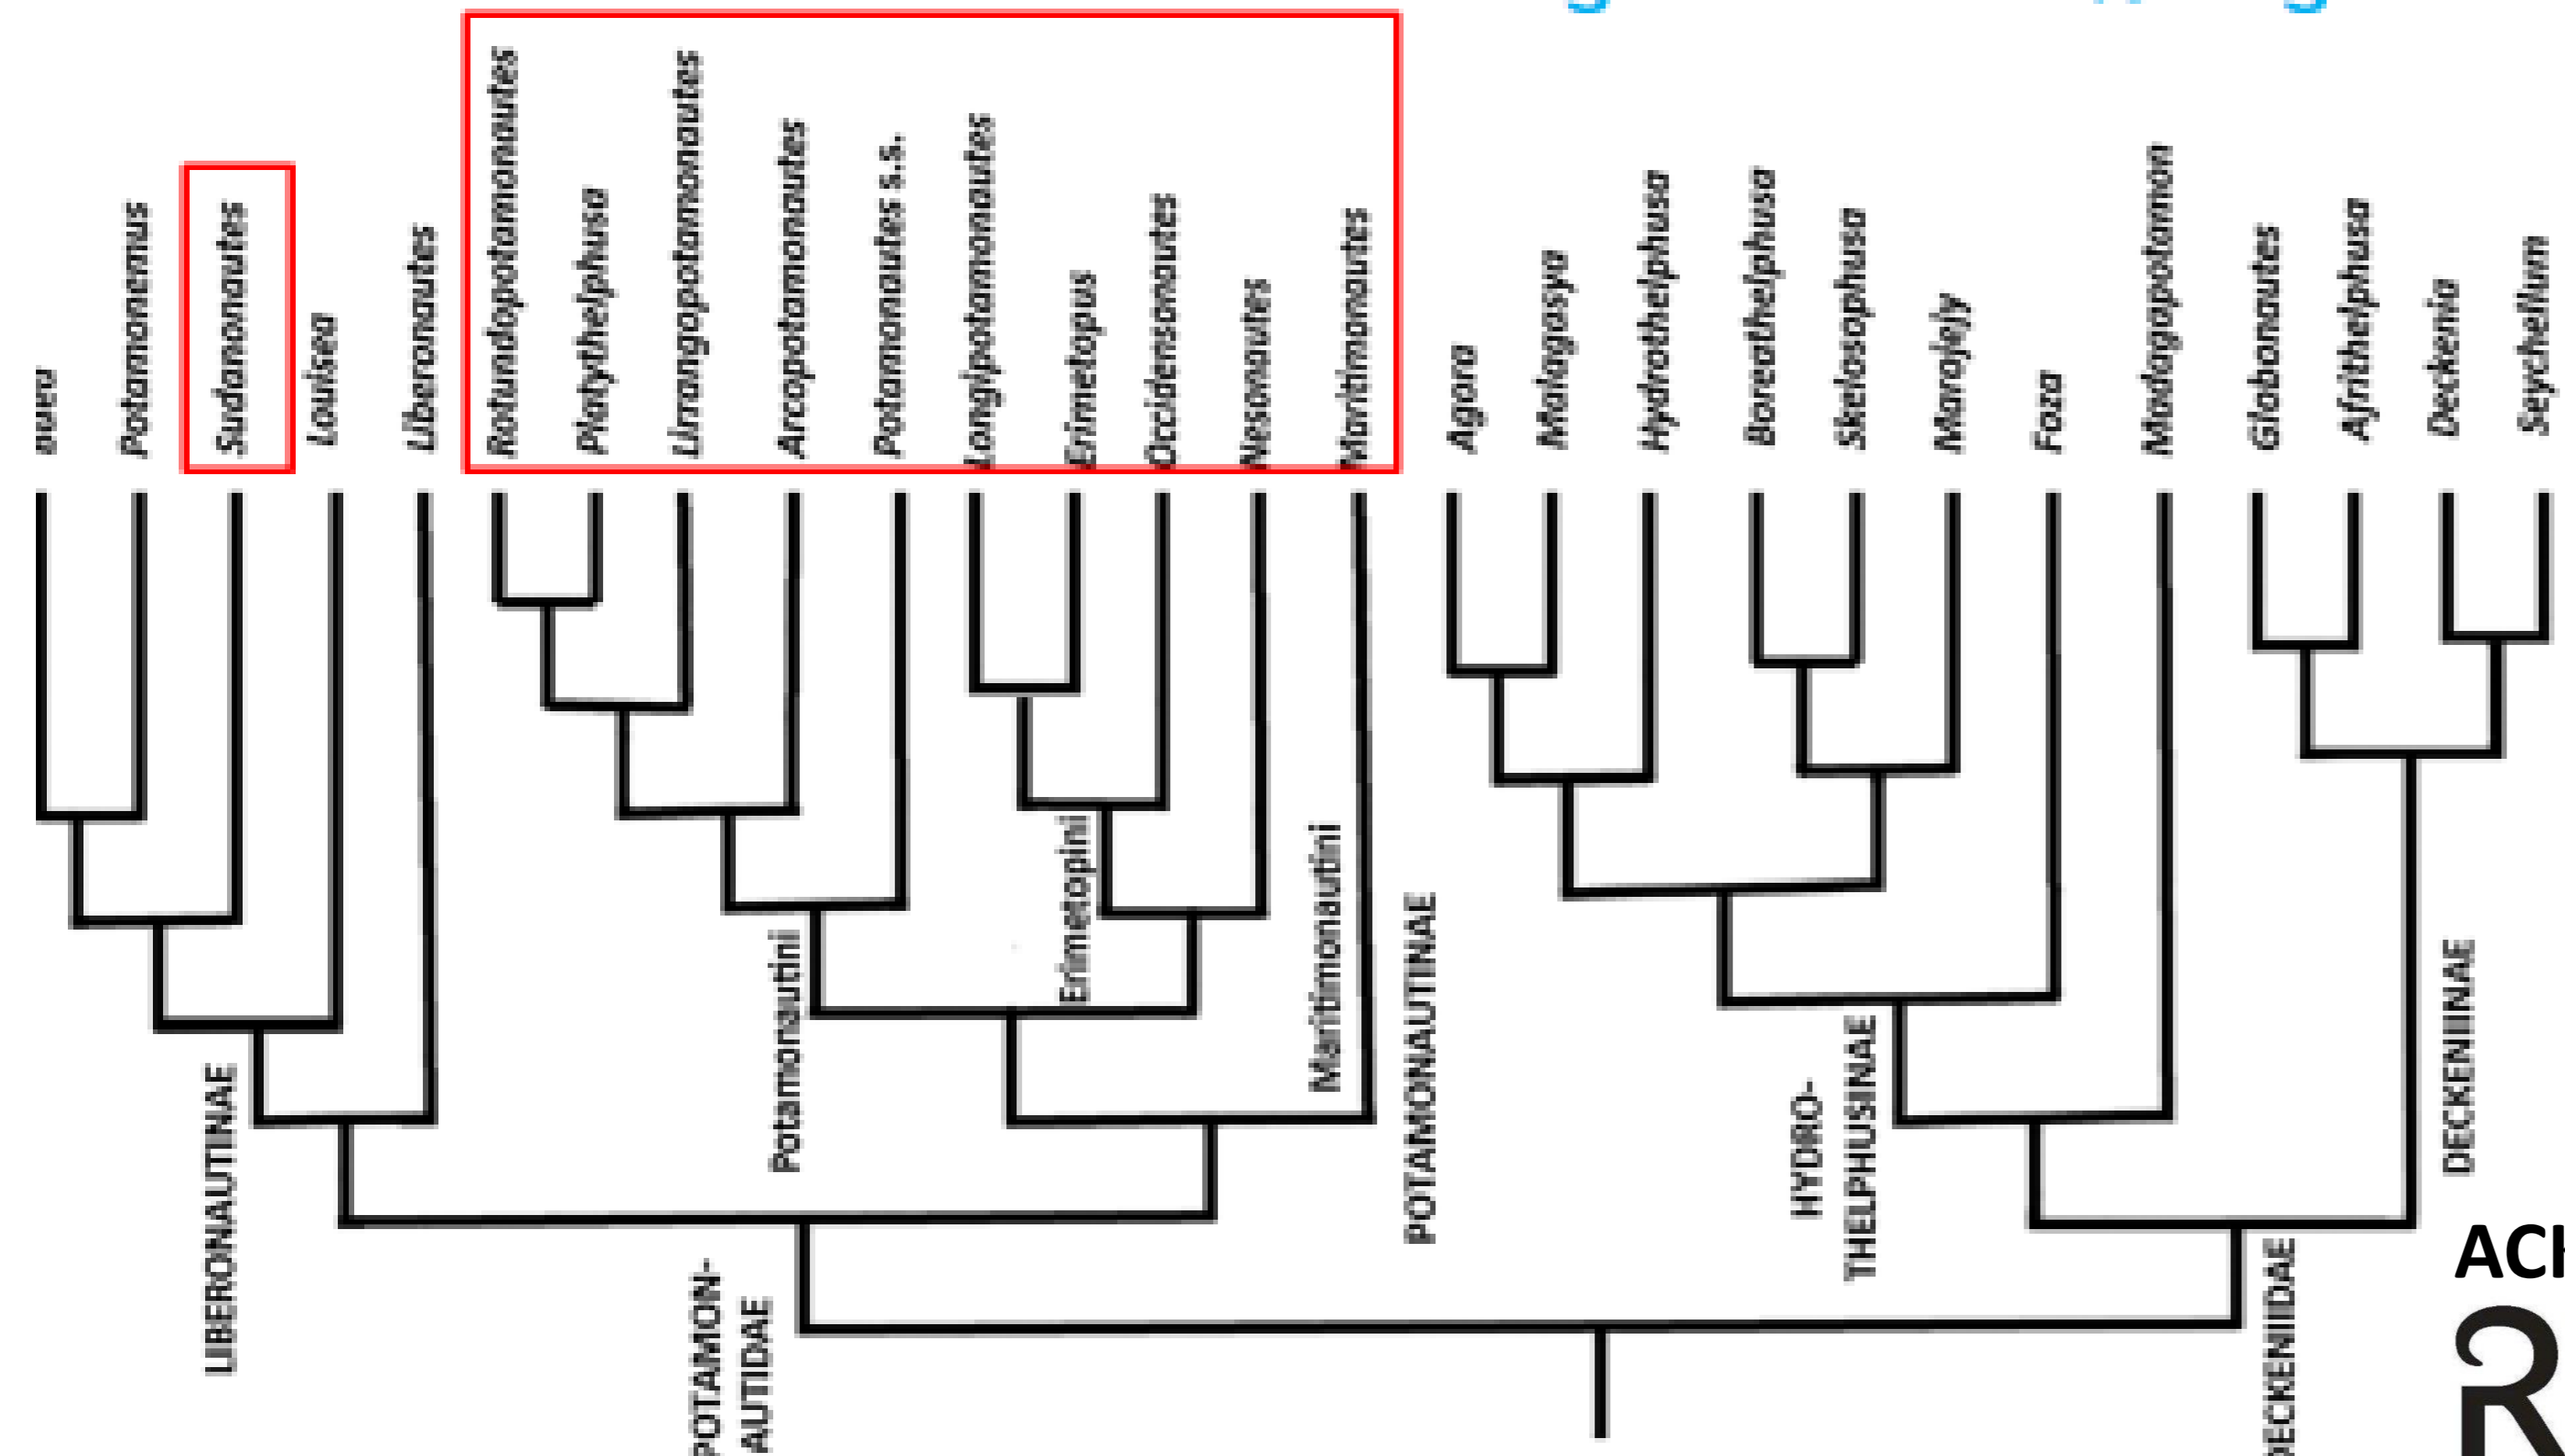 Potamonemus
Sudanonautes
Louisea
Liberonautes
Rotundopotamonautes
Platythelphusa
Lirrangopotamonautes
Arcopotamonautes
Potamonautes s.s.
Longipotamonautes
Erimetopus
Occidensonautes
Nesonautes
Maritimonautes
Agora
Malagasya
Hydrothelphusa
Boreathelphusa
Skelosophusa
Marojejy
Foza
Madagapotamon
Globonautes
Afrithelphusa
Deckenia
Seychellum
LIBERONAUTINAE
Potamonautini
Erimetopini
Maritimonautini
POTAMONAUTINAE
HYDRO-
THELPHUSINAE
DECKENIINAE
POTAMON-
AUTIDAE
DECKENIIDAE